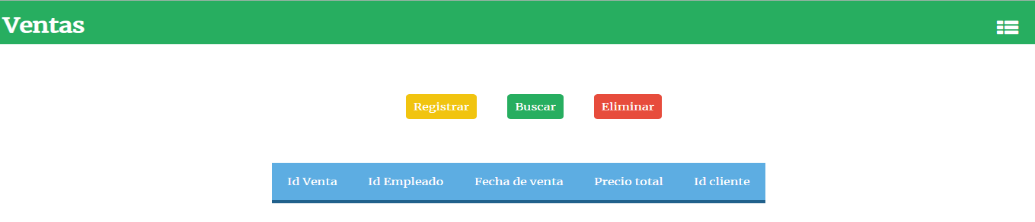 Ventas
Registrar Buscar Eliminar
Id Venta Id Empleado Fecha de venta Precio total Id cliente